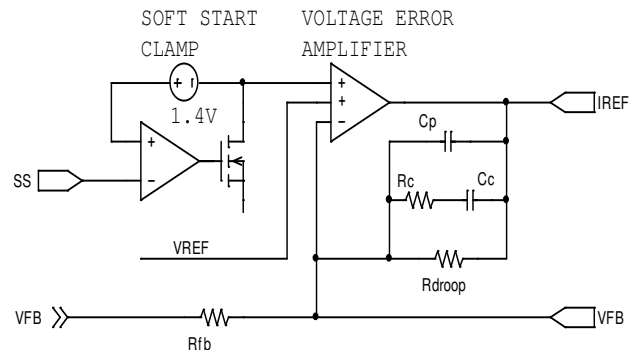 SOFT START
CLAMP
VOLTAGE ERROR
AMPLIFIER
+ -
1.4V
+
-
+
+
-
SS
IREF
Cp
Rc
Cc
VREF
Rdroop
VFB
Rfb
VFB